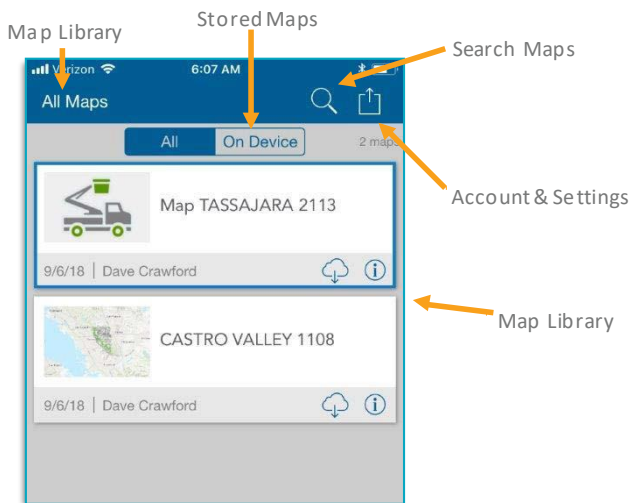 Stored Maps
Map Library
Search Maps
Verizon 6:07 AM
All Maps
All On Device 2 maps
Account & Settings
Map TASSAJARA 2113
9/6/18 | Dave Crawford
Map Library
CASTRO VALLEY 1108
9/6/18 | Dave Crawford